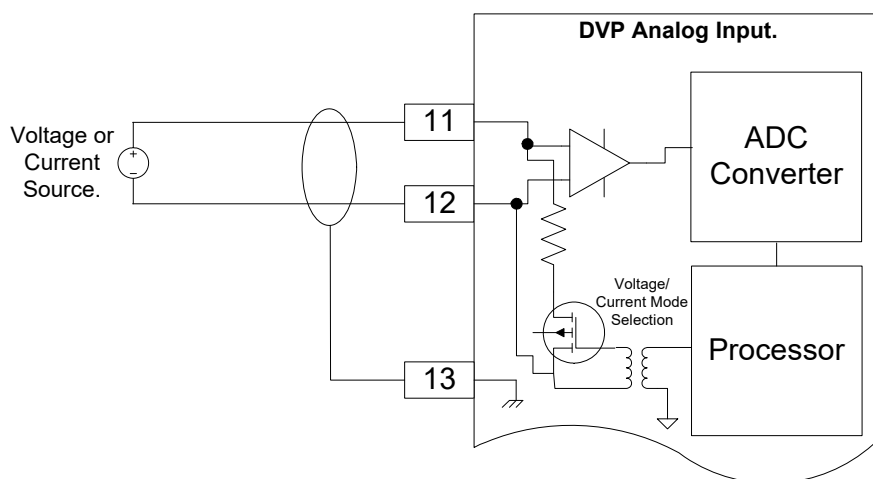 DVP Analog Input.
Voltage or
Current
Source.
11
12
13
ADC
Converter
Voltage/
Current Mode
Selection
Processor